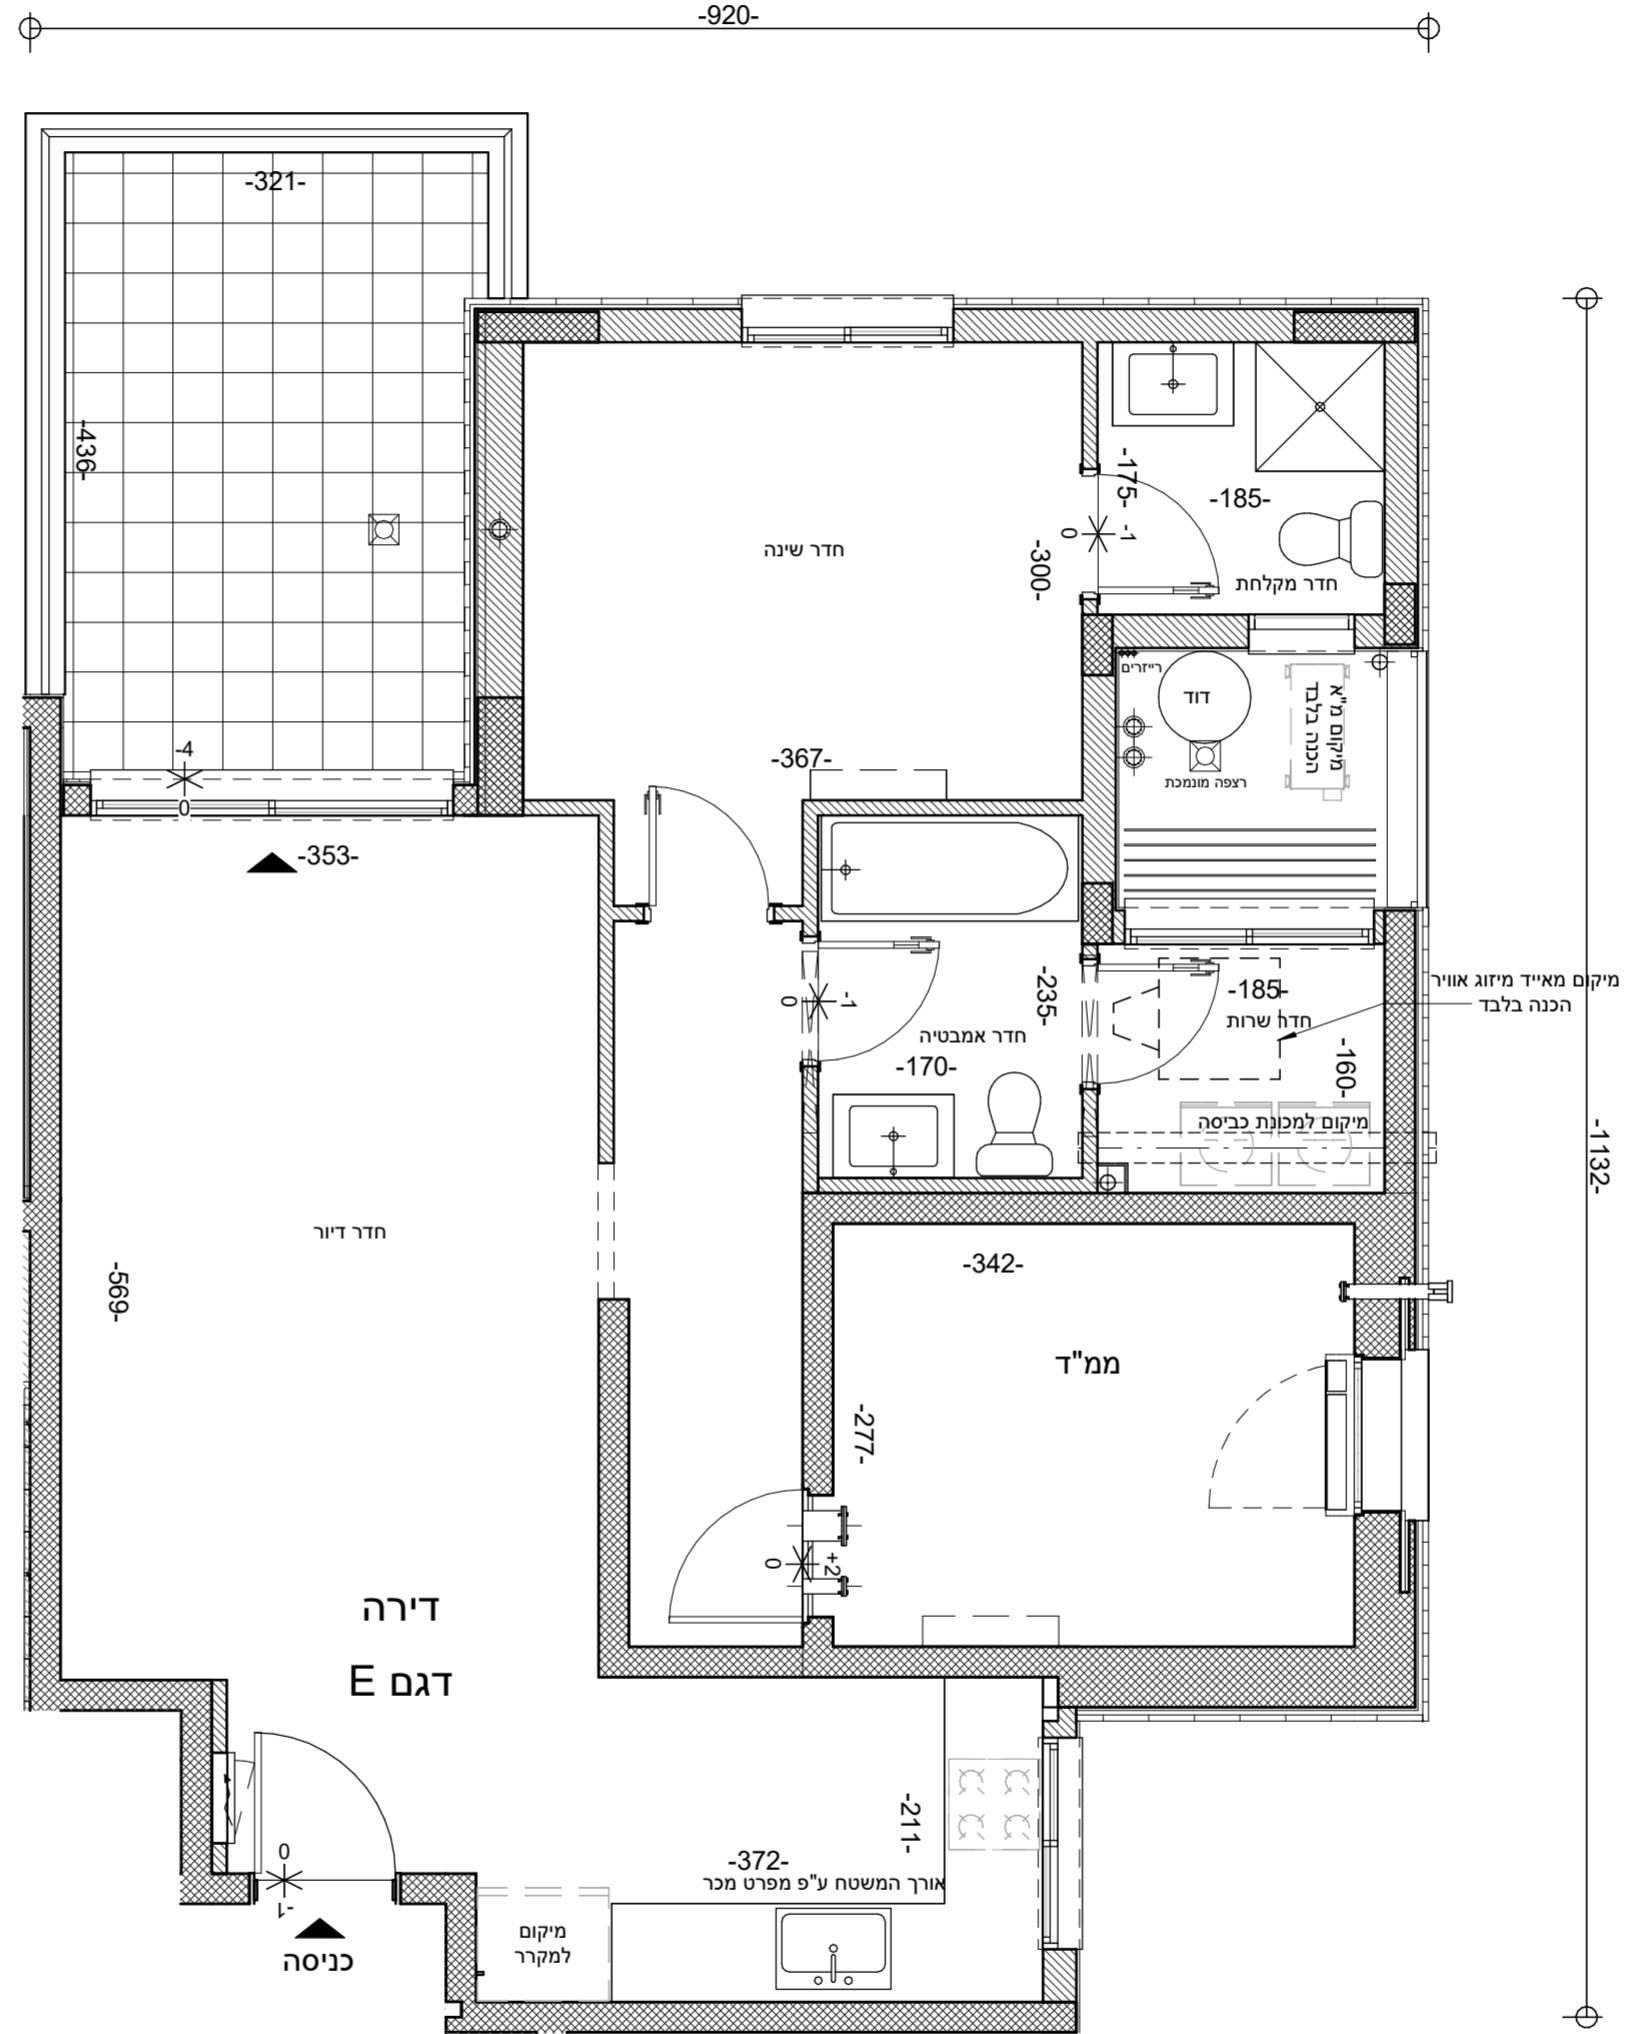 -920-
-321-
-436-
-4
0
-353-
חדר שינה
-300-
-367-
-175-
-185-
0
-1
חדר מקלחת
רייזרים
דוד
מיקום מ"א
הכנה בלבד
רצפה מונמכת
-235-
0
-1
חדר אמבטיה
-170-
-185-
חדר שרות
-160-
מיקום מאייד מיזוג אוויר
הכנה בלבד
מיקום למכונת כביסה
-1132-
חדר דיור
-569-
-342-
ממ"ד
-277-
0
+2
דירה
דגם E
-211-
-372-
אורך המשטח ע"פ מפרט מכר
0
-1
כניסה
מיקום
למקרר